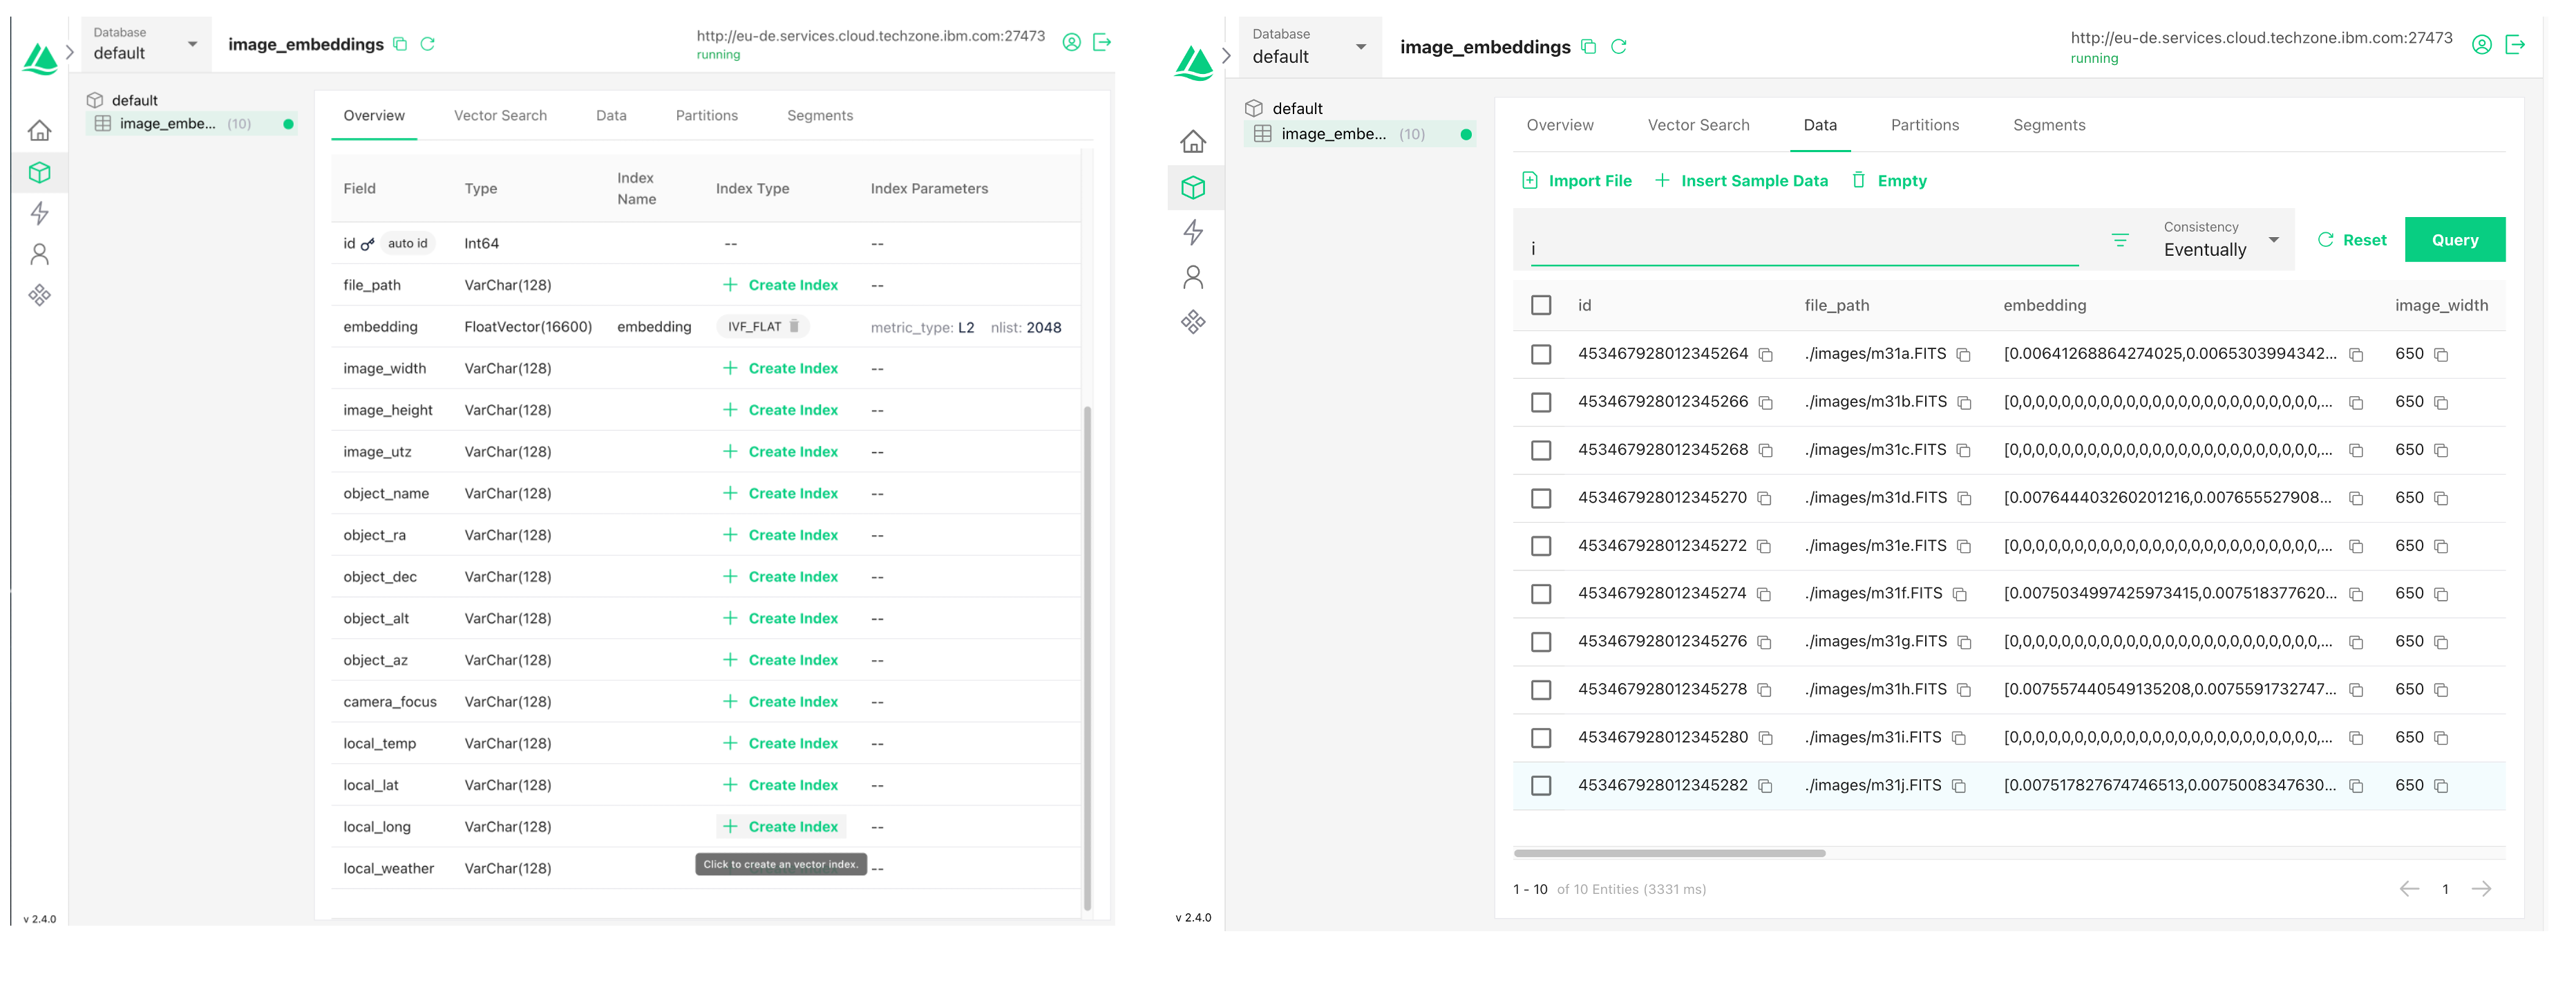 Database
default
image_embeddings
http://eu-de.services.cloud.techzone.ibm.com:27473
running
default
image_embe... (10)
Overview Vector Search Data Partitions Segments
Field Type Index Name Index Type Index Parameters
id auto id Int64 -- --
file_path VarChar(128) + Create Index --
embedding FloatVector(16600) embedding IVF_FLAT metric_type: L2 nlist: 2048
image_width VarChar(128) + Create Index --
image_height VarChar(128) + Create Index --
image_utz VarChar(128) + Create Index --
object_name VarChar(128) + Create Index --
object_ra VarChar(128) + Create Index --
object_dec VarChar(128) + Create Index --
object_alt VarChar(128) + Create Index --
object_az VarChar(128) + Create Index --
camera_focus VarChar(128) + Create Index --
local_temp VarChar(128) + Create Index --
local_lat VarChar(128) + Create Index --
local_long VarChar(128) + Create Index --
Click to create an vector index.
local_weather VarChar(128) --
v 2.4.0
Database
default
image_embeddings
http://eu-de.services.cloud.techzone.ibm.com:27473
running
default
image_embe... (10)
Overview Vector Search Data Partitions Segments
Import File + Insert Sample Data Empty
i
Consistency
Eventually
Reset Query
id file_path embedding image_width
453467928012345264 ./images/m31a.FITS [0.00641268864274025,0.0065303994342... 650
453467928012345266 ./images/m31b.FITS [0,0,0,0,0,0,0,0,0,0,0,0,0,0,0,0,0,0,0,0,0,0,0,0,0,... 650
453467928012345268 ./images/m31c.FITS [0,0,0,0,0,0,0,0,0,0,0,0,0,0,0,0,0,0,0,0,0,0,0,0,0,... 650
453467928012345270 ./images/m31d.FITS [0.007644403260201216,0.007655527908... 650
453467928012345272 ./images/m31e.FITS [0,0,0,0,0,0,0,0,0,0,0,0,0,0,0,0,0,0,0,0,0,0,0,0,0,... 650
453467928012345274 ./images/m31f.FITS [0.0075034997425973415,0.007518377620... 650
453467928012345276 ./images/m31g.FITS [0,0,0,0,0,0,0,0,0,0,0,0,0,0,0,0,0,0,0,0,0,0,0,0,0,... 650
453467928012345278 ./images/m31h.FITS [0.007557440549135208,0.0075591732747... 650
453467928012345280 ./images/m31i.FITS [0,0,0,0,0,0,0,0,0,0,0,0,0,0,0,0,0,0,0,0,0,0,0,0,0,... 650
453467928012345282 ./images/m31j.FITS [0.007517827674746513,0.0075008347630... 650
1 - 10 of 10 Entities (3331 ms)
1
v 2.4.0